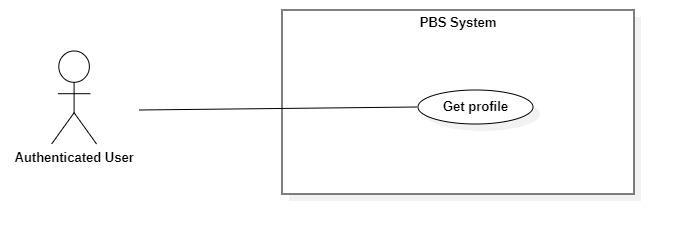 PBS System
Get profile
Authenticated User